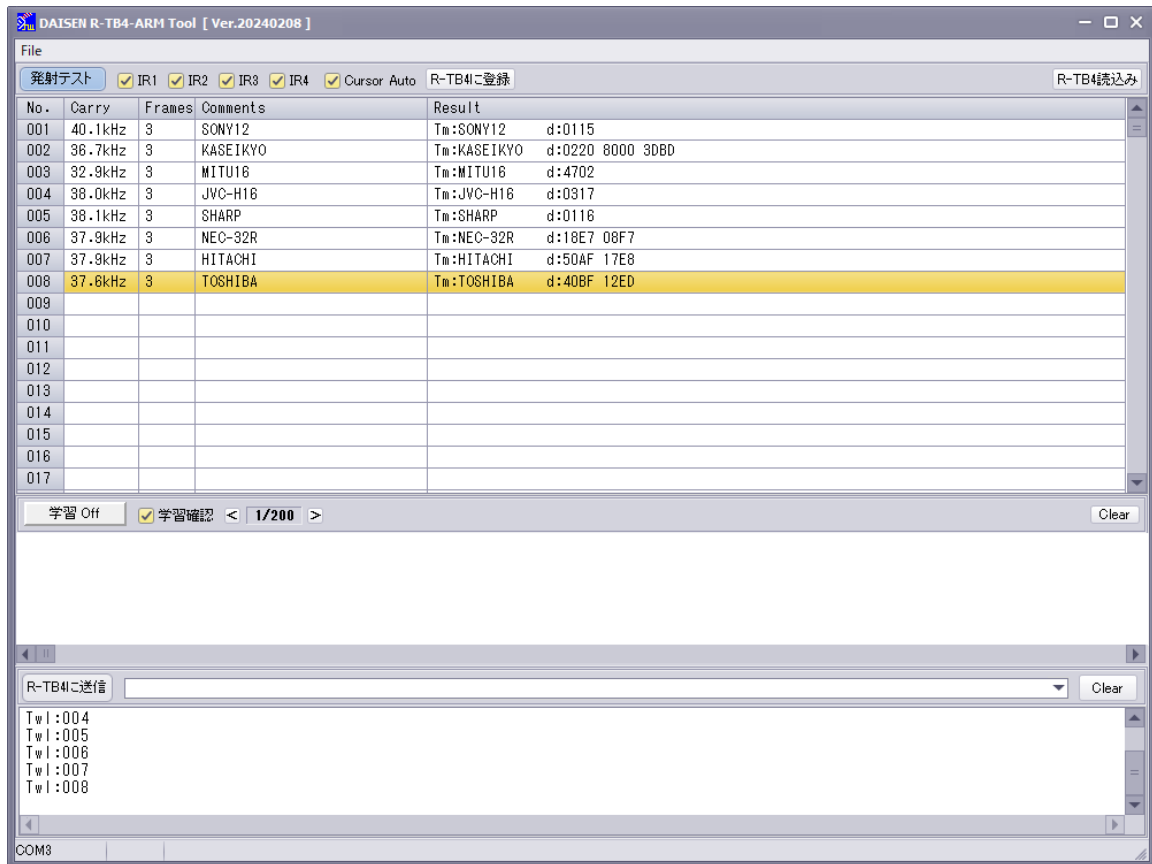 DAISEN R-TB4-ARM Tool [ Ver.20240208 ]
File
発射テスト IR1 IR2 IR3 IR4 Cursor Auto R-TB4に登録 R-TB4読込み
No. Carry Frames Comments Result
001 40.1kHz 3 SONY12 Tm:SONY12 d:0115
002 36.7kHz 3 KASEIKYO Tm:KASEIKYO d:0220 8000 3DBD
003 32.9kHz 3 MITU16 Tm:MITU16 d:4702
004 38.0kHz 3 JVC-H16 Tm:JVC-H16 d:0317
005 38.1kHz 3 SHARP Tm:SHARP d:0116
006 37.9kHz 3 NEC-32R Tm:NEC-32R d:18E7 08F7
007 37.9kHz 3 HITACHI Tm:HITACHI d:50AF 17E8
008 37.6kHz 3 TOSHIBA Tm:TOSHIBA d:40BF 12ED
009
010
011
012
013
014
015
016
017
学習 Off 学習確認 < 1/200 > Clear
R-TB4に送信 Clear
Twl:004
Twl:005
Twl:006
Twl:007
Twl:008
COM3